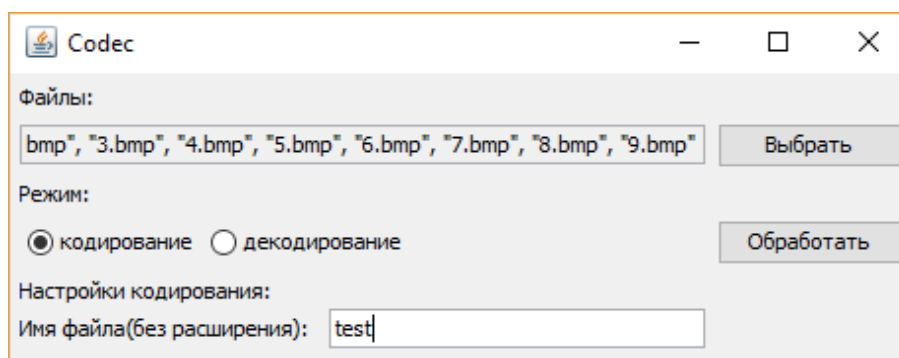 Codec
Файлы:
bmp", "3.bmp", "4.bmp", "5.bmp", "6.bmp", "7.bmp", "8.bmp", "9.bmp" Выбрать
Режим:
кодирование декодирование Обработать
Настройки кодирования:
Имя файла(без расширения): test